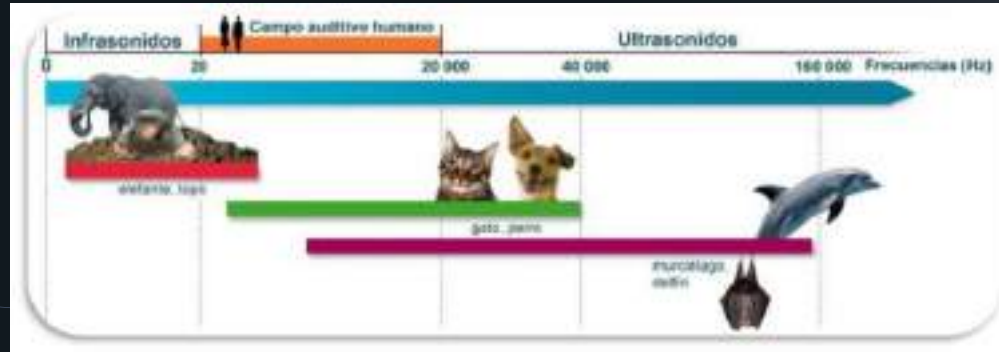 Campo auditivo humano
Infrasonidos
Ultrasonidos
0
20
20 000
40 000
160 000
Frecuencias (Hz)
elefante, topo
gato, perro
murciélago
delfín